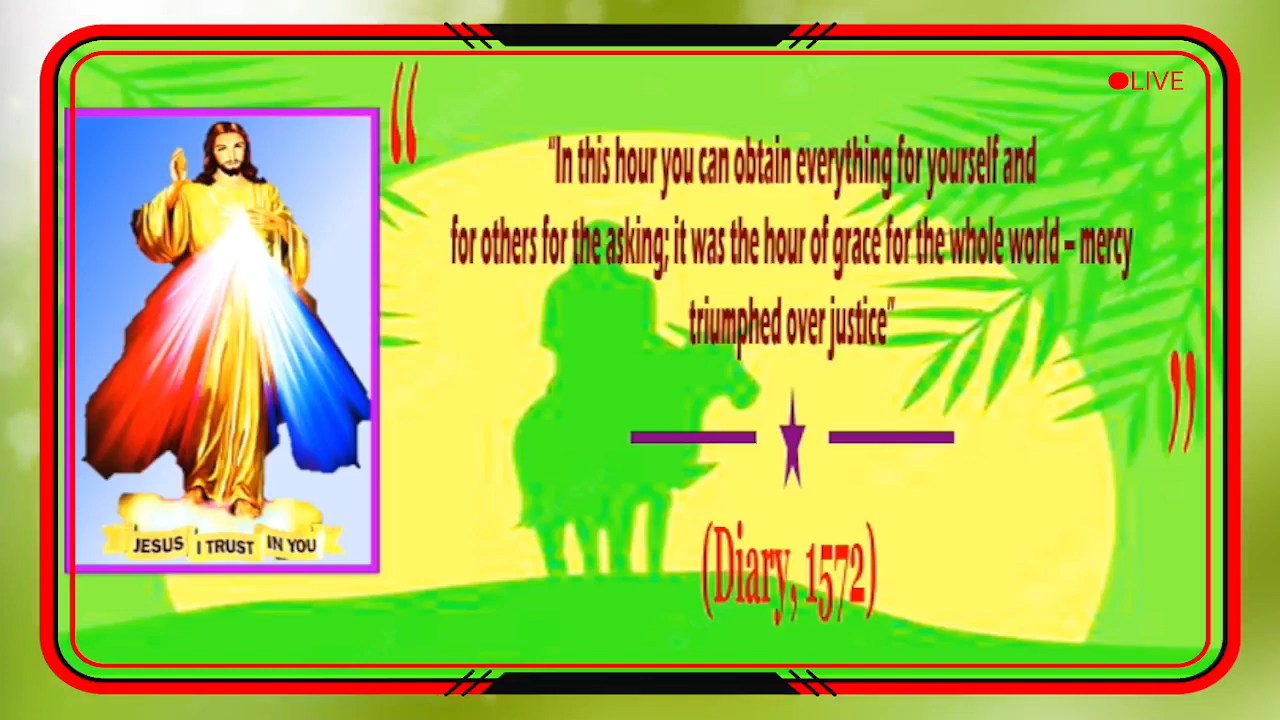 LIVE
“In this hour you can obtain everything for yourself and
for others for the asking; it was the hour of grace for the whole world – mercy
triumphed over justice”
(Diary, 1572)
JESUS I TRUST IN YOU